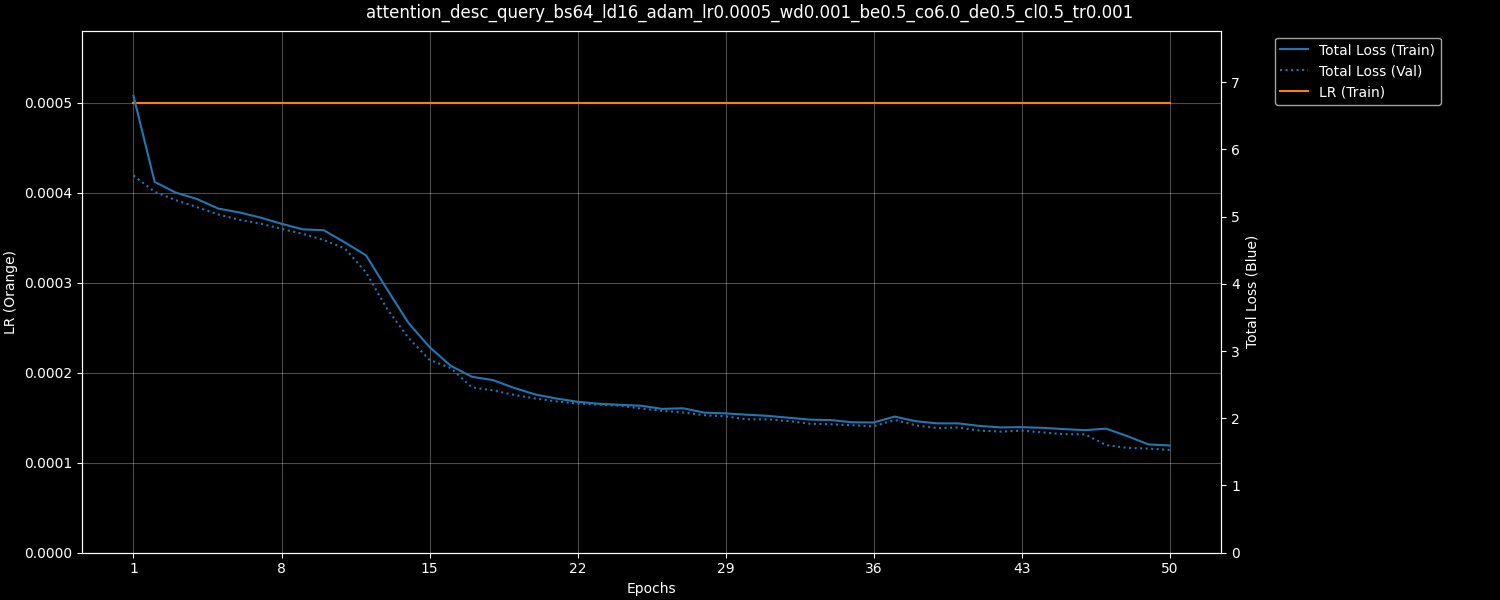 attention_desc_query_bs64_ld16_adam_lr0.0005_wd0.001_be0.5_co6.0_de0.5_cl0.5_tr0.001
Total Loss (Train)
Total Loss (Val)
LR (Train)
LR (Orange)
0.0005
0.0004
0.0003
0.0002
0.0001
0.0000
7
6
5
4
3
2
1
0
Total Loss (Blue)
1 8 15 22 29 36 43 50
Epochs